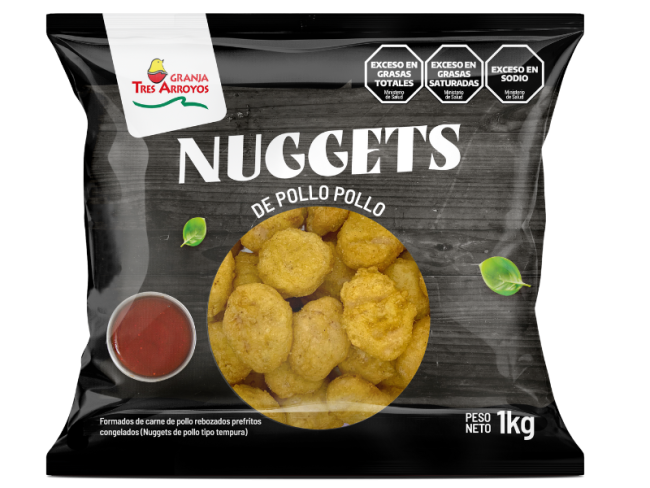 GRANJA
TRES ARROYOS
EXCESO EN
GRASAS
TOTALES
Ministerio
de Salud
EXCESO EN
GRASAS
SATURADAS
Ministerio
de Salud
EXCESO EN
SODIO
Ministerio
de Salud
NUGGETS
DE POLLO POLLO
Formados de carne de pollo rebozados prefritos
congelados (Nuggets de pollo tipo tempura)
PESO
NETO 1kg